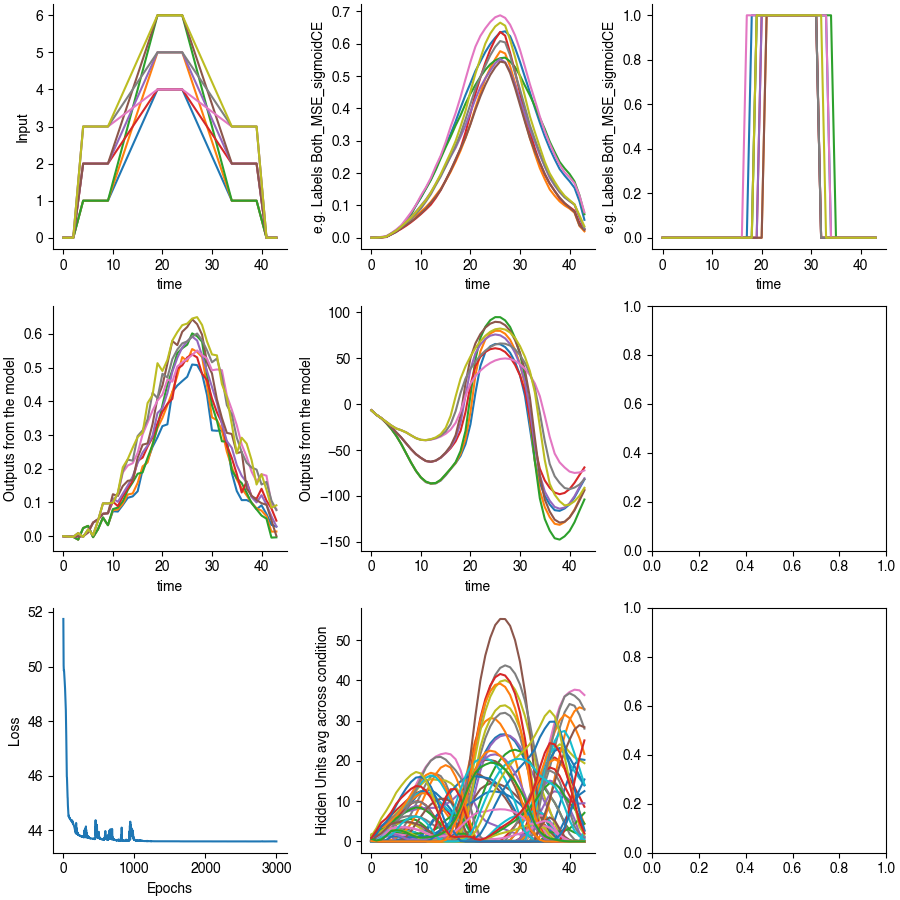 6
5
4
3
2
1
0
Input
0 10 20 30 40
time
0.7
0.6
0.5
0.4
0.3
0.2
0.1
0.0
e.g. Labels Both_MSE_sigmoidCE
0 10 20 30 40
time
1.0
0.8
0.6
0.4
0.2
0.0
e.g. Labels Both_MSE_sigmoidCE
0 10 20 30 40
time
0.6
0.5
0.4
0.3
0.2
0.1
0.0
Outputs from the model
0 10 20 30 40
time
100
50
0
−50
−100
−150
Outputs from the model
0 10 20 30 40
time
1.0
0.8
0.6
0.4
0.2
0.0
0.0 0.2 0.4 0.6 0.8 1.0
52
50
48
46
44
Loss
0 1000 2000 3000
Epochs
50
40
30
20
10
0
Hidden Units avg across condition
0 10 20 30 40
time
1.0
0.8
0.6
0.4
0.2
0.0
0.0 0.2 0.4 0.6 0.8 1.0